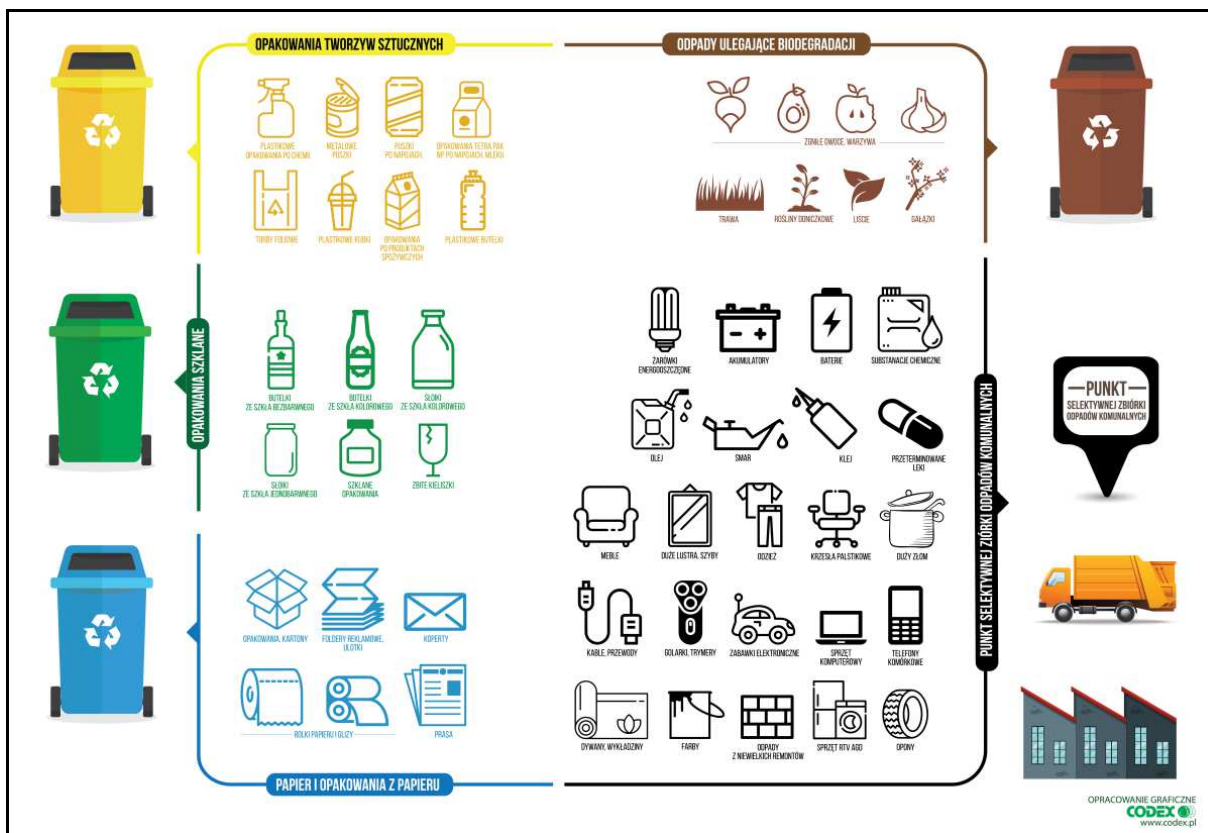 OPAKOWANIA TWORZYW SZTUCZNYCH
PLASTIKOWE
OPAKOWANIA PO CHEMII
METALOWE
PUSZKI
PUSZKI
PO NAPOJACH,
OPAKOWANIA TETRA PAK
NP PO NAPOJACH, MLEKU
TORBY FOLIOWE
PLASTIKOWE KUBKI
OPAKOWANIA
PO PRODUKTACH
SPOŻYWCZYCH
PLASTIKOWE BUTELKI
ODPADY ULEGAJĄCE BIODEGRADACJI
ZGNIŁE OWOCE, WARZYWA
TRAWA
ROŚLINY DONICZKOWE
LIŚCIE
GAŁĄZKI
OPAKOWANIA SZKLANE
BUTELKI
ZE SZKŁA BEZBARWNEGO
BUTELKI
ZE SZKŁA KOLOROWEGO
SŁOIKI
ZE SZKŁA KOLOROWEGO
SŁOIKI
ZE SZKŁA JEDNOBARWNEGO
SZKLANE
OPAKOWANIA
ZBITE KIELISZKI
OPAKOWANIA, KARTONY
FOLDERY REKLAMOWE,
ULOTKI
KOPERTY
ROLKI PAPIERU I GLIZY
PRASA
PAPIER I OPAKOWANIA Z PAPIERU
ŻARÓWKI
ENERGOOSZCZĘDNE
AKUMULATORY
BATERIE
SUBSTANACJE CHEMICZNE
OLEJ
SMAR
KLEJ
PRZETERMINOWANE
LEKI
MEBLE
DUŻE LUSTRA, SZYBY
ODZIEŻ
KRZESŁA PALSTIKOWE
DUŻY ZŁOM
KABLE, PRZEWODY
GOLARKI, TRYMERY
ZABAWKI ELEKTRONICZNE
SPRZĘT
KOMPUTEROWY
TELEFONY
KOMÓRKOWE
DYWANY, WYKŁADZINY
FARBY
ODPADY
Z NIEWIELKICH REMONTÓW
SPRZĘT RTV AGD
OPONY
PUNKT SELEKTYWNEJ ZIÓRKI ODPADÓW KOMUNALNYCH
PUNKT
SELEKTYWNEJ ZBIÓRKI
ODPADÓW KOMUNALNYCH
OPRACOWANIE GRAFICZNE
CODEX
www.codex.pl